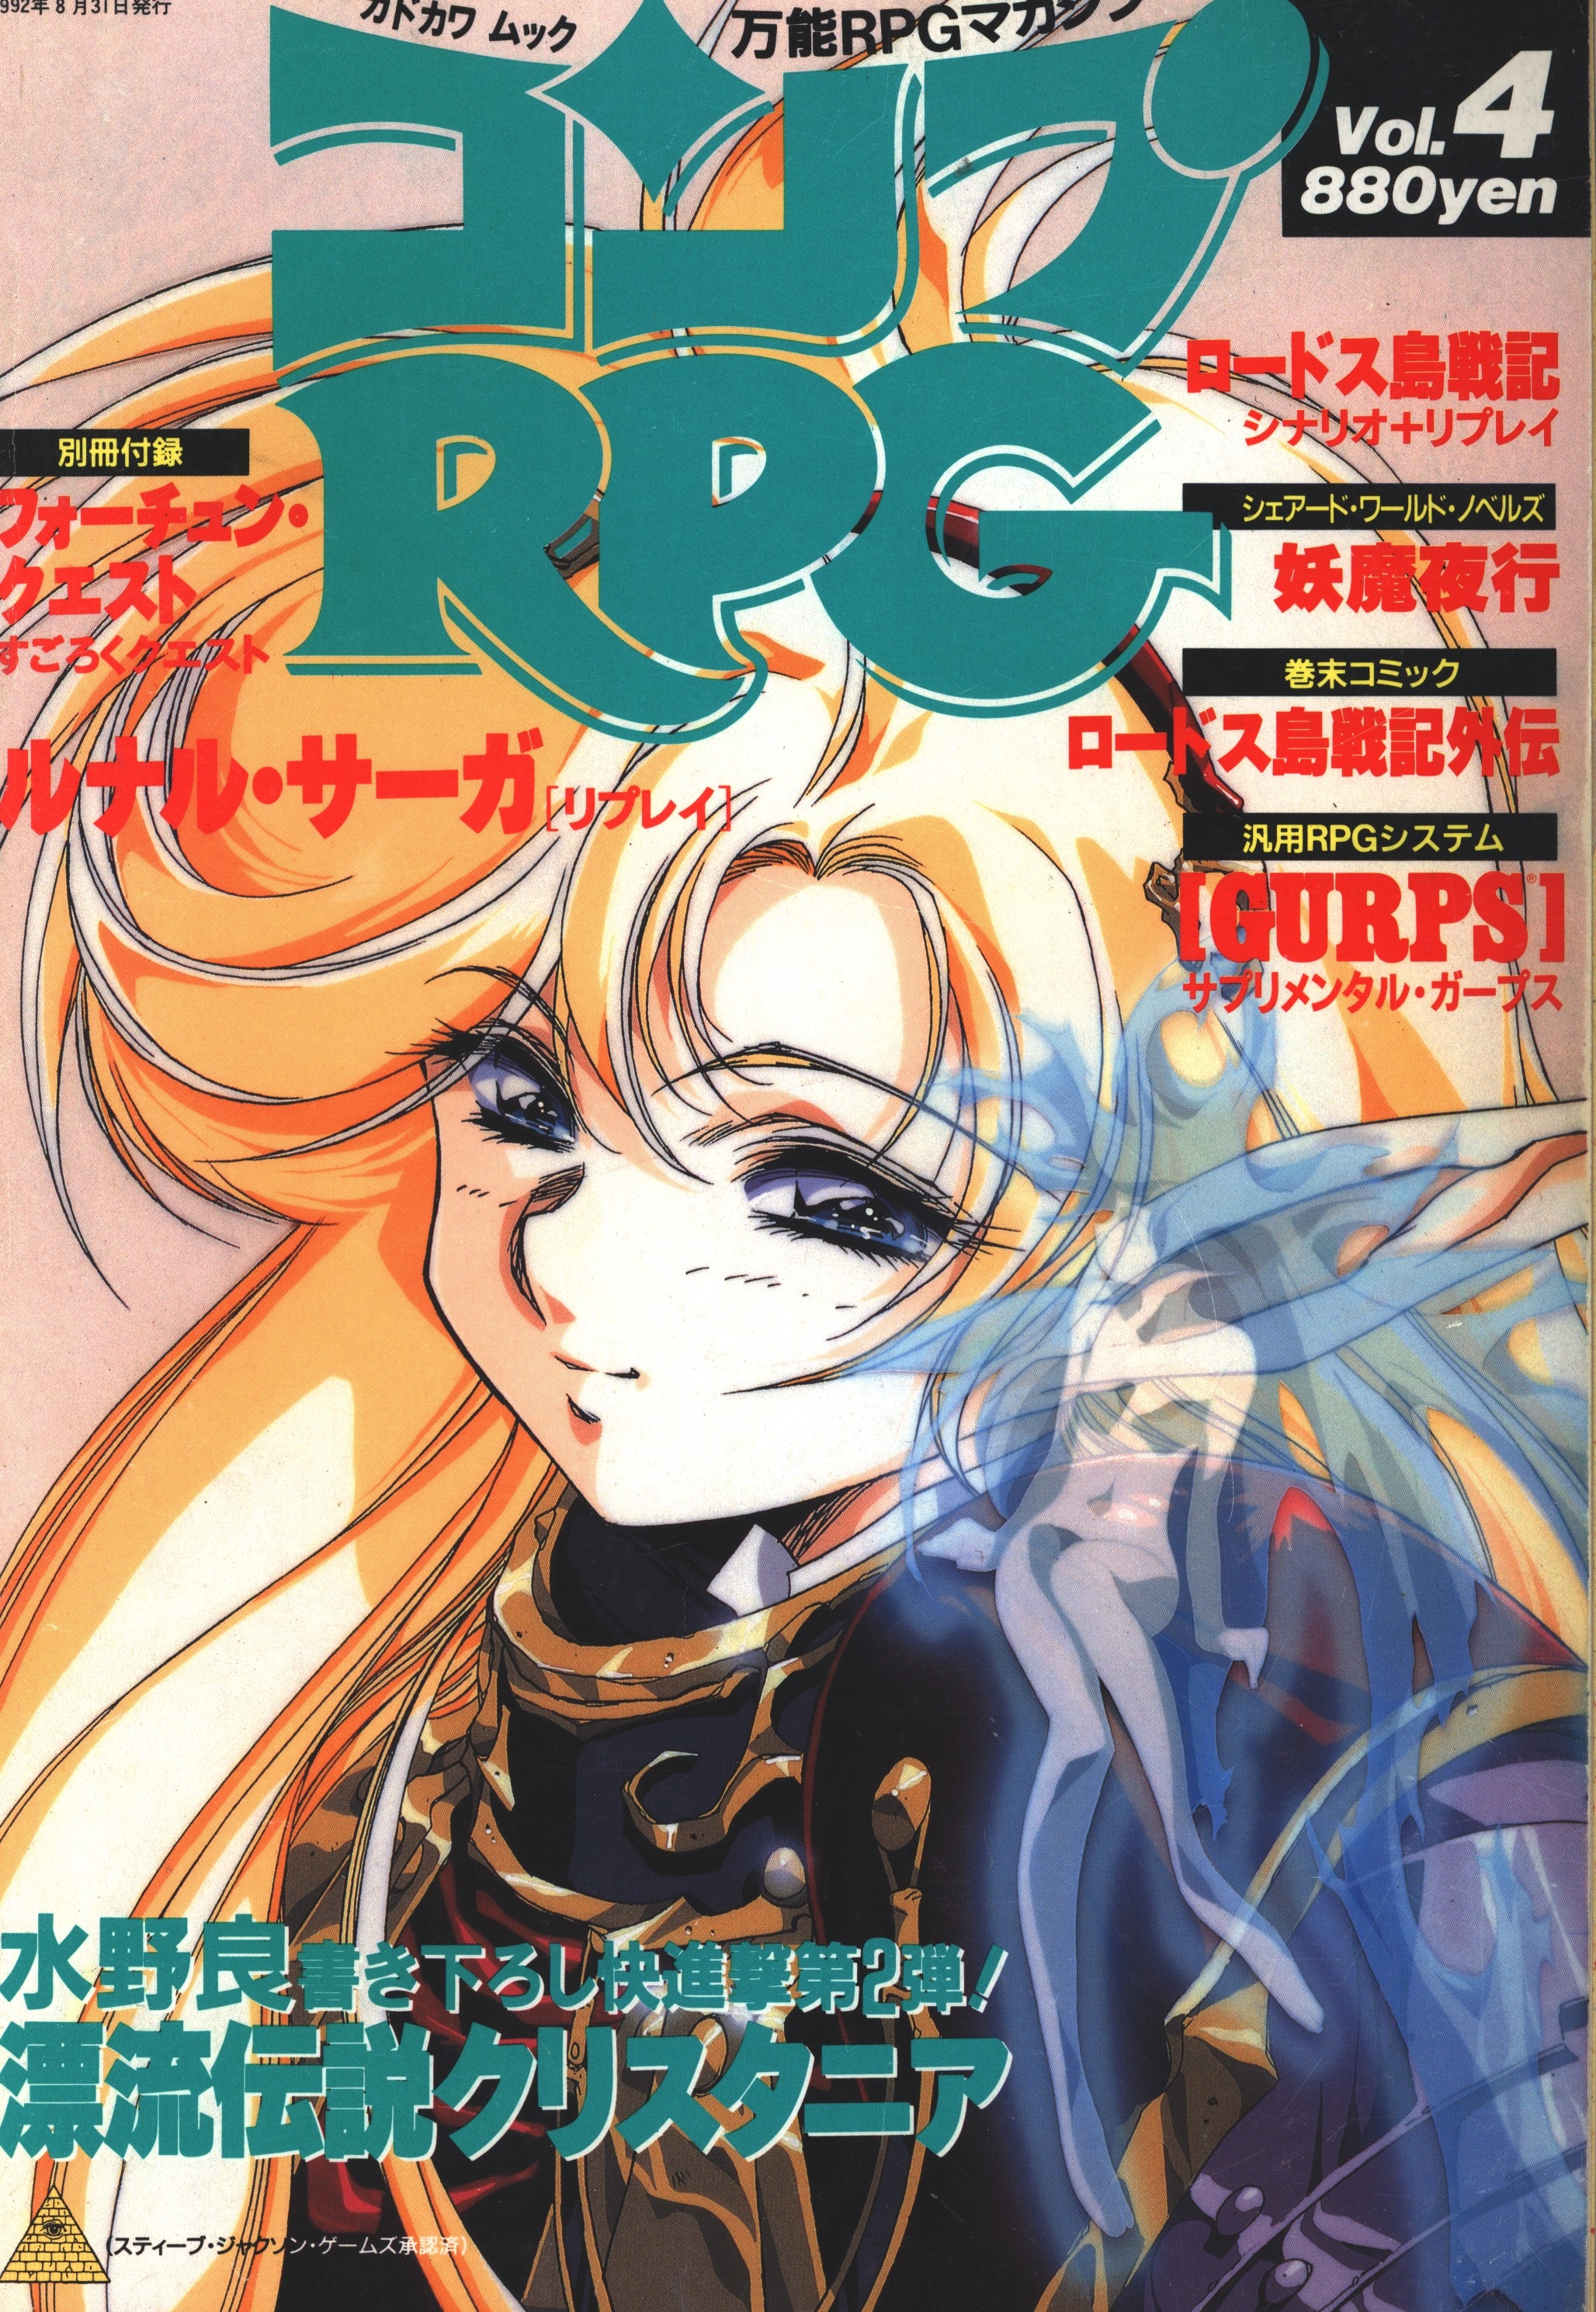 992年8月31日発行
カドカワ ムック
万能RPGマガジン
コンプ
RPG
Vol.4
880yen
別冊付録
フォーチュン・
クエスト
すごろくクエスト
ルナル・サーガ[リプレイ]
ロードス島戦記
シナリオ+リプレイ
シェアード・ワールド・ノベルズ
妖魔夜行
巻末コミック
ロードス島戦記外伝
汎用RPGシステム
[GURPS®]
サプリメンタル・ガープス
水野良書き下ろし快進撃第2弾!
漂流伝説クリスタニア
(スティーブ・ジャクソン・ゲームズ承認済)